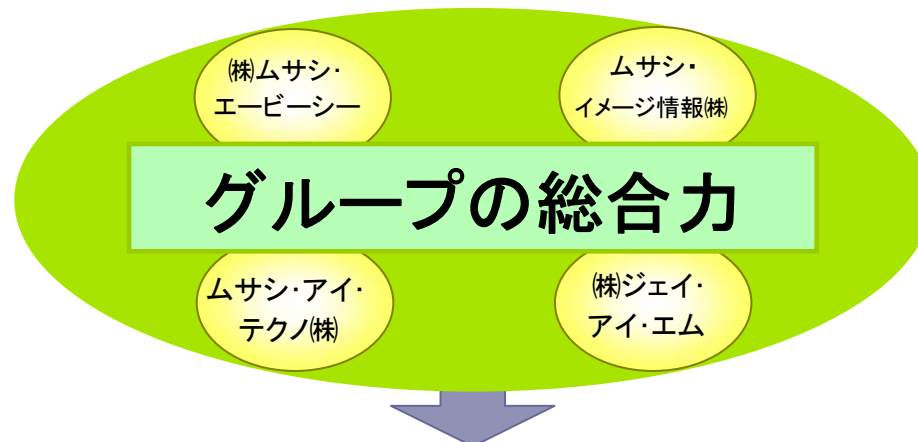 ㈱ムサシ・
エービーシー
ムサシ・
イメージ情報㈱
グループの総合力
ムサシ・アイ・
テクノ㈱
㈱ジェイ・
アイ・エム